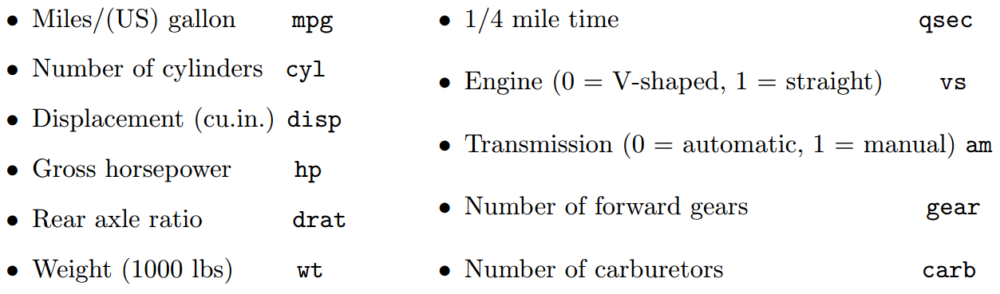 • Miles/(US) gallon mpg
• Number of cylinders cyl
• Displacement (cu.in.) disp
• Gross horsepower hp
• Rear axle ratio drat
• Weight (1000 lbs) wt
• 1/4 mile time qsec
• Engine (0 = V-shaped, 1 = straight) vs
• Transmission (0 = automatic, 1 = manual) am
• Number of forward gears gear
• Number of carburetors carb